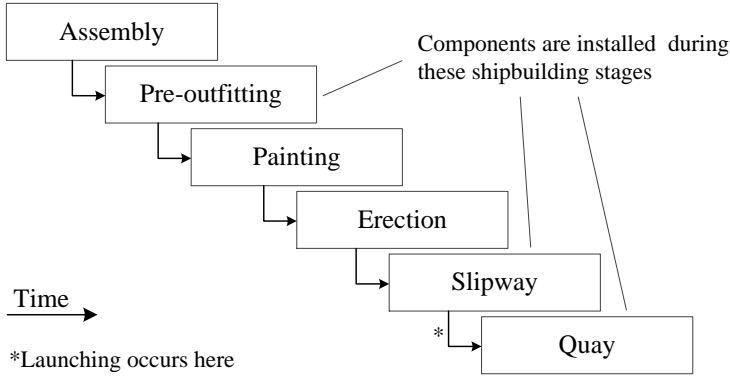 Assembly
Components are installed during
these shipbuilding stages
Pre-outfitting
Painting
Erection
Slipway
Time
*
Quay
*Launching occurs here